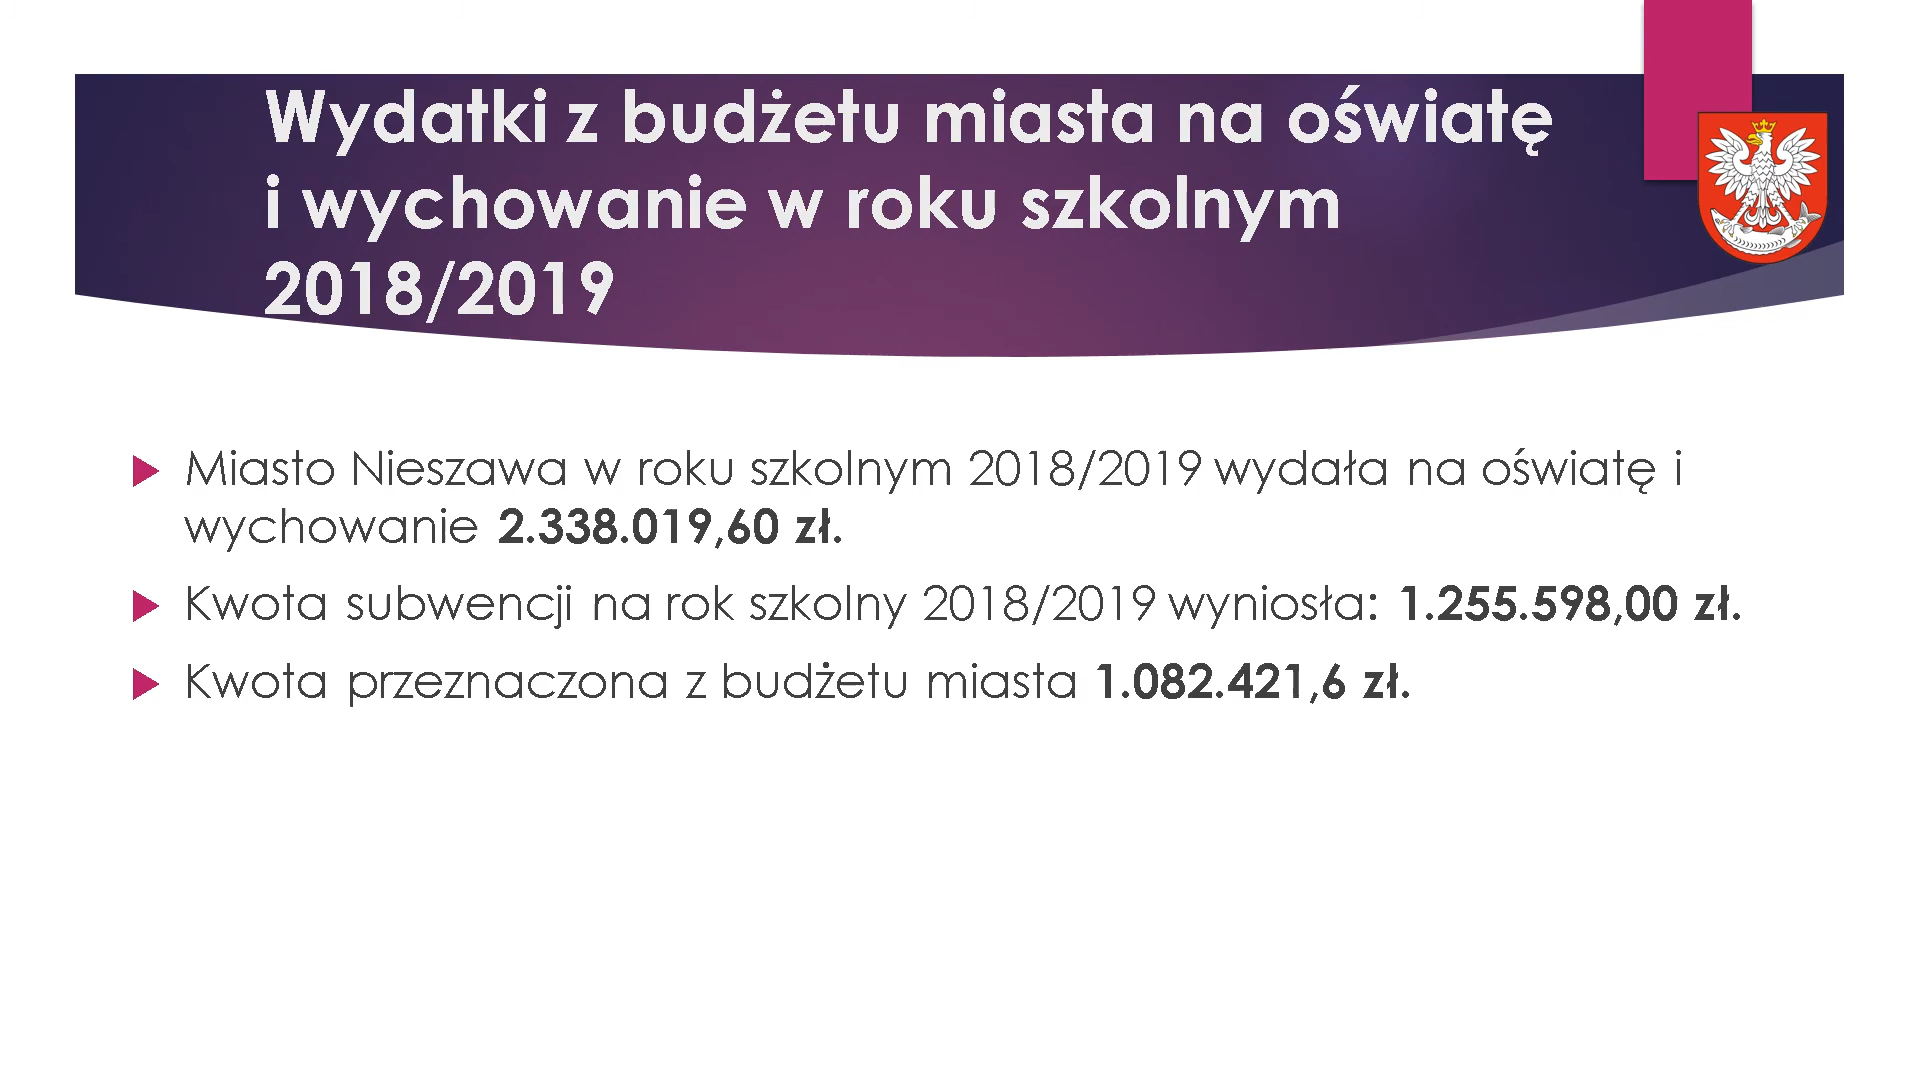 Wydatki z budżetu miasta na oświatę
i wychowanie w roku szkolnym
2018/2019
Miasto Nieszawa w roku szkolnym 2018/2019 wydała na oświatę i
wychowanie 2.338.019,60 zł.
Kwota subwencji na rok szkolny 2018/2019 wyniosła: 1.255.598,00 zł.
Kwota przeznaczona z budżetu miasta 1.082.421,6 zł.